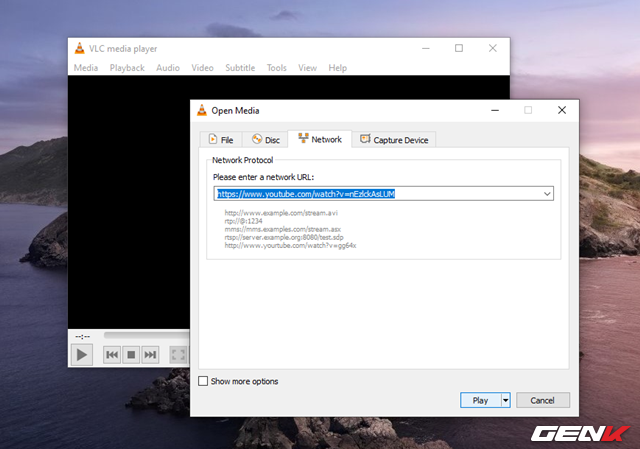 VLC media player
Media Playback Audio Video Subtitle Tools View Help
Open Media
File Disc Network Capture Device
Network Protocol
Please enter a network URL:
https://www.youtube.com/watch?v=nEzlckAsLUM
http://www.example.com/stream.avi
rtp://@:1234
mms://mms.examples.com/stream.asx
rtsp://server.example.org:8080/test.sdp
http://www.yourtube.com/watch?v=gg64x
--:--
Show more options
Play Cancel
GENK